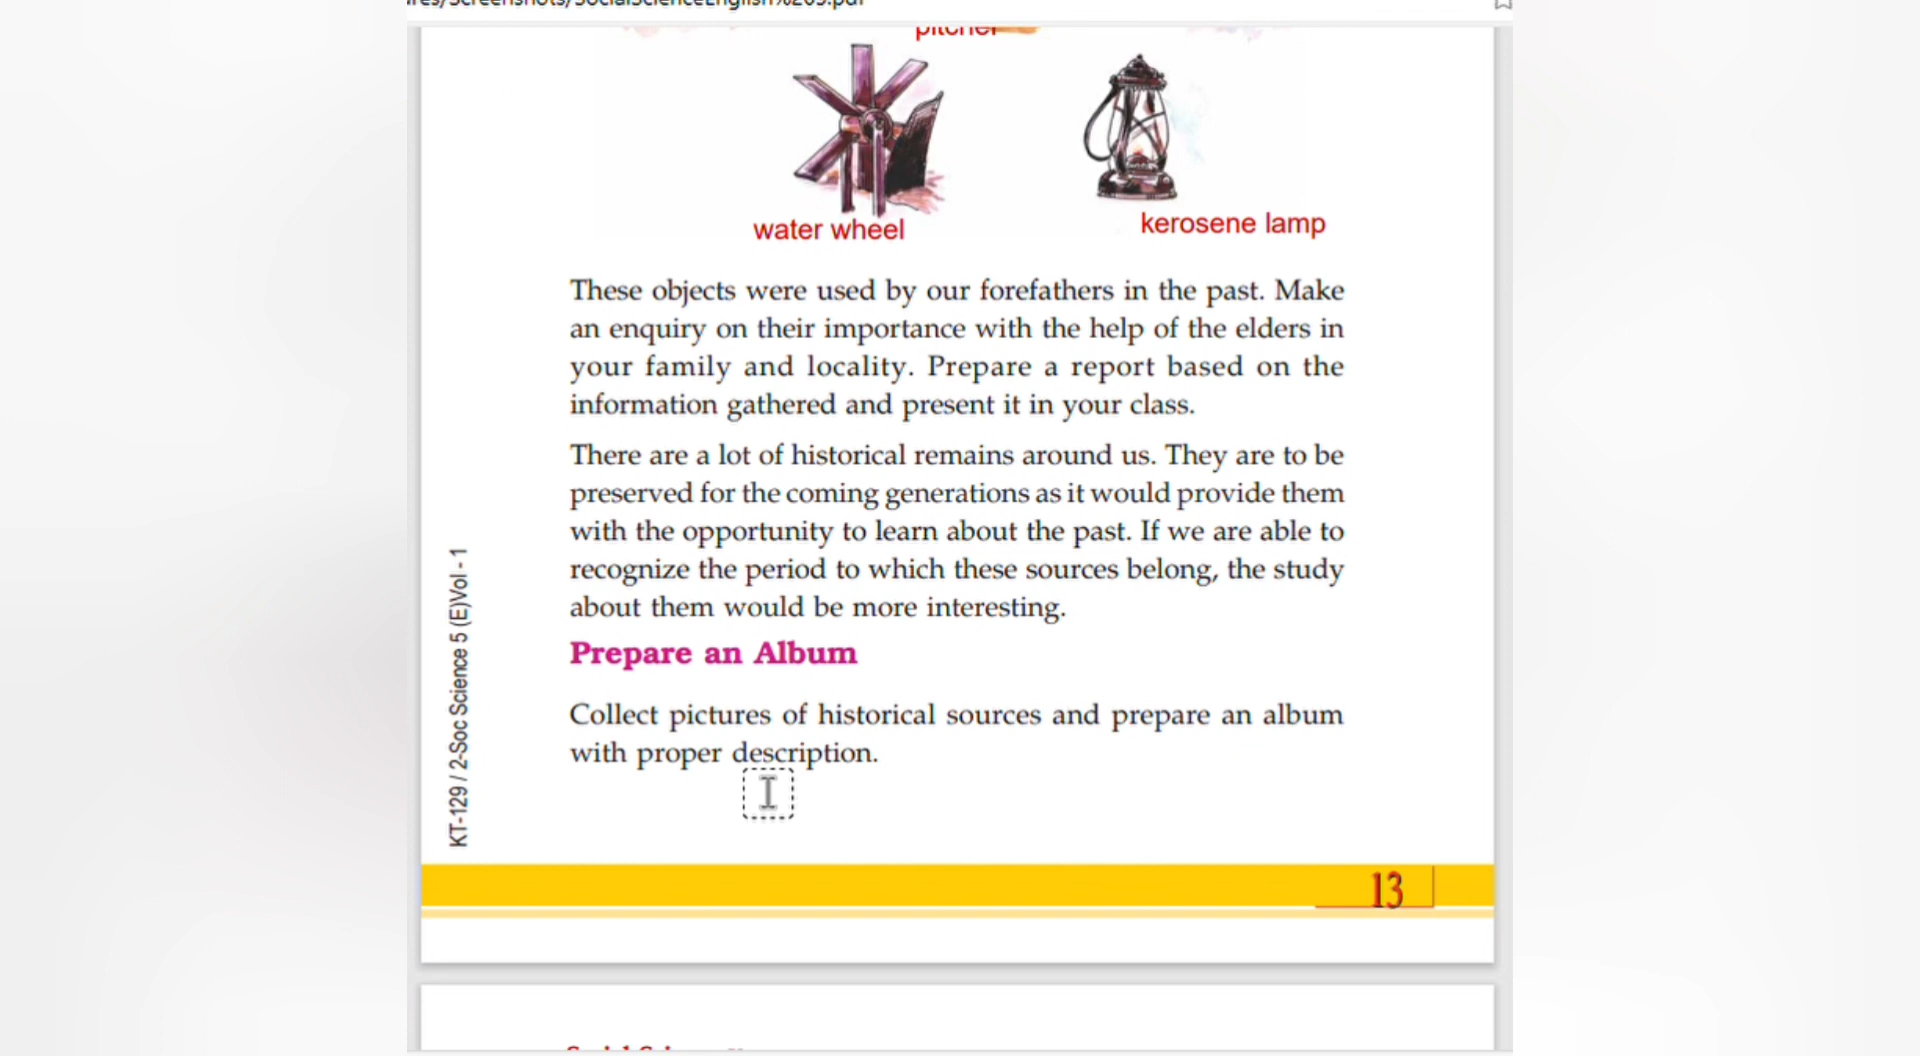 pitcher
water wheel
kerosene lamp
These objects were used by our forefathers in the past. Make
an enquiry on their importance with the help of the elders in
your family and locality. Prepare a report based on the
information gathered and present it in your class.
There are a lot of historical remains around us. They are to be
preserved for the coming generations as it would provide them
with the opportunity to learn about the past. If we are able to
recognize the period to which these sources belong, the study
about them would be more interesting.
Prepare an Album
Collect pictures of historical sources and prepare an album
with proper description.
KT-129 / 2-Soc Science 5 (E)Vol - 1
13